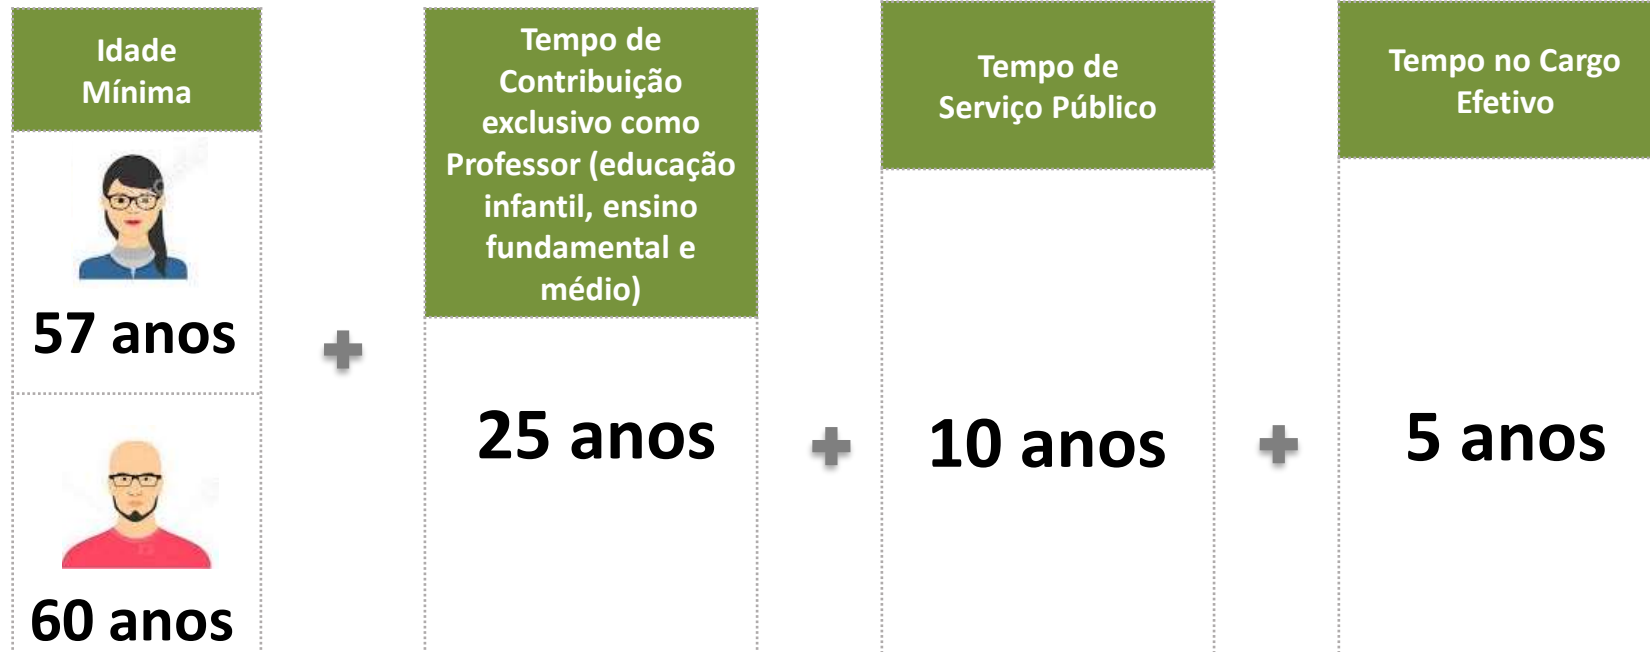 Idade
Mínima
57 anos
60 anos
Tempo de
Contribuição
exclusivo como
Professor (educação
infantil, ensino
fundamental e
médio)
25 anos
Tempo de
Serviço Público
10 anos
Tempo no Cargo
Efetivo
5 anos